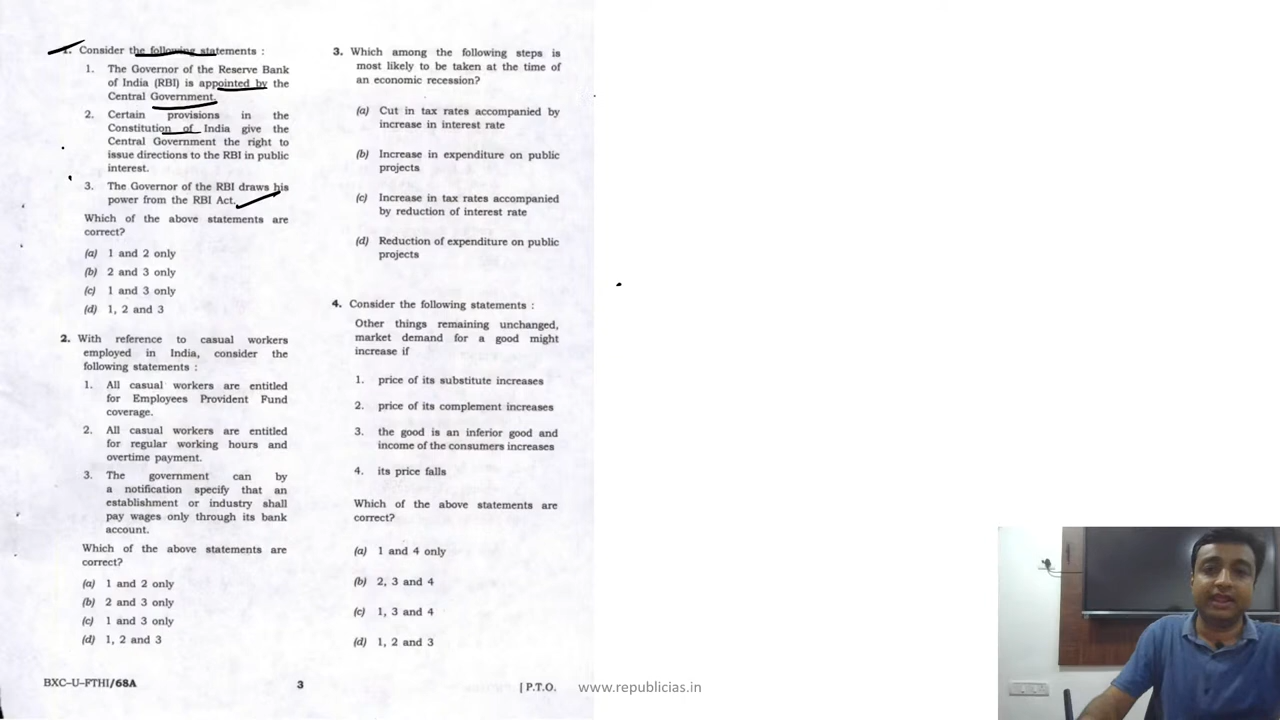 1. Consider the following statements :
1. The Governor of the Reserve Bank
of India (RBI) is appointed by the
Central Government.
2. Certain provisions in the
Constitution of India give the
Central Government the right to
issue directions to the RBI in public
interest.
3. The Governor of the RBI draws his
power from the RBI Act.
Which of the above statements are
correct?
(a) 1 and 2 only
(b) 2 and 3 only
(c) 1 and 3 only
(d) 1, 2 and 3
2. With reference to casual workers
employed in India, consider the
following statements :
1. All casual workers are entitled
for Employees Provident Fund
coverage.
2. All casual workers are entitled
for regular working hours and
overtime payment.
3. The government can by
a notification specify that an
establishment or industry shall
pay wages only through its bank
account.
Which of the above statements are
correct?
(a) 1 and 2 only
(b) 2 and 3 only
(c) 1 and 3 only
(d) 1, 2 and 3
3. Which among the following steps is
most likely to be taken at the time of
an economic recession?
(a) Cut in tax rates accompanied by
increase in interest rate
(b) Increase in expenditure on public
projects
(c) Increase in tax rates accompanied
by reduction of interest rate
(d) Reduction of expenditure on public
projects
4. Consider the following statements :
Other things remaining unchanged,
market demand for a good might
increase if
1. price of its substitute increases
2. price of its complement increases
3. the good is an inferior good and
income of the consumers increases
4. its price falls
Which of the above statements are
correct?
(a) 1 and 4 only
(b) 2, 3 and 4
(c) 1, 3 and 4
(d) 1, 2 and 3
BXC-U-FTHI/68A
3
[ P.T.O.
www.republicias.in